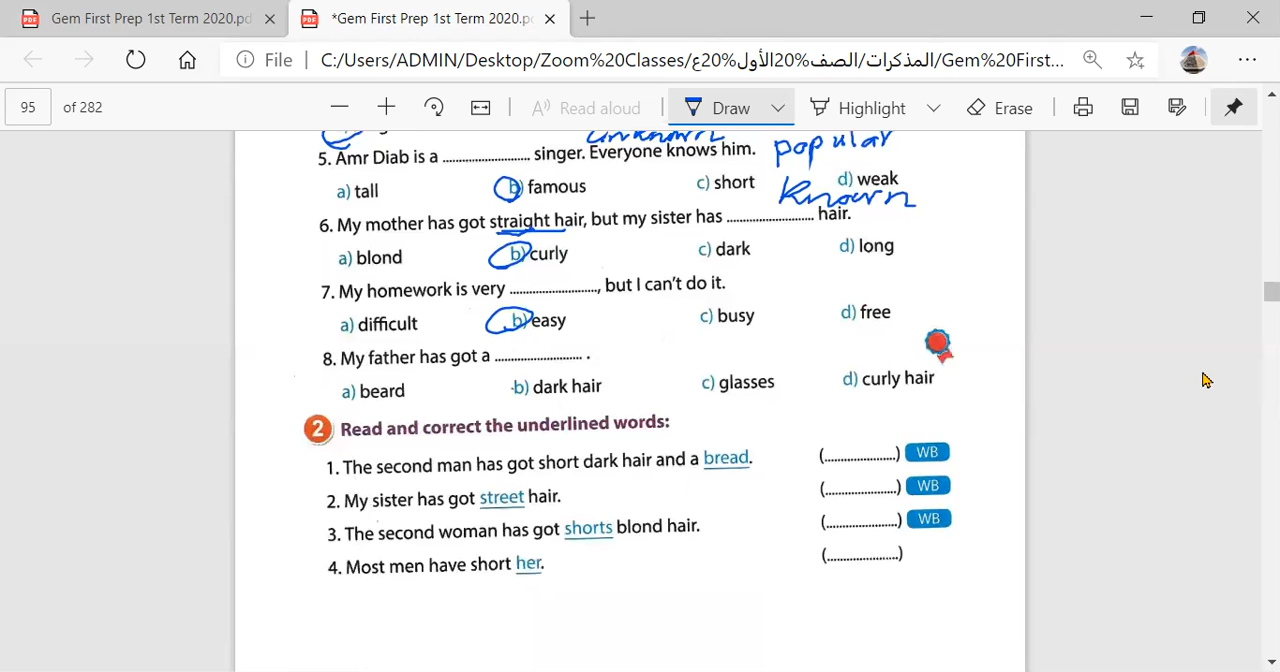 Gem First Prep 1st Term 2020.pd
*Gem First Prep 1st Term 2020.p
File
C:/Users/ADMIN/Desktop/Zoom%20Classes/المذكرات/الصف%20الأول%20ع/Gem%20First...
95 of 282
Read aloud
Draw
Highlight
Erase
unknown
popular
5. Amr Diab is a .............................. singer. Everyone knows him.
a) tall b) famous c) short d) weak
known
6. My mother has got straight hair, but my sister has .............................. hair.
a) blond b) curly c) dark d) long
7. My homework is very .............................., but I can't do it.
a) difficult b) easy c) busy d) free
8. My father has got a .............................. .
a) beard b) dark hair c) glasses d) curly hair
2 Read and correct the underlined words:
1. The second man has got short dark hair and a bread. (......................) WB
2. My sister has got street hair. (......................) WB
3. The second woman has got shorts blond hair. (......................) WB
4. Most men have short her. (......................)